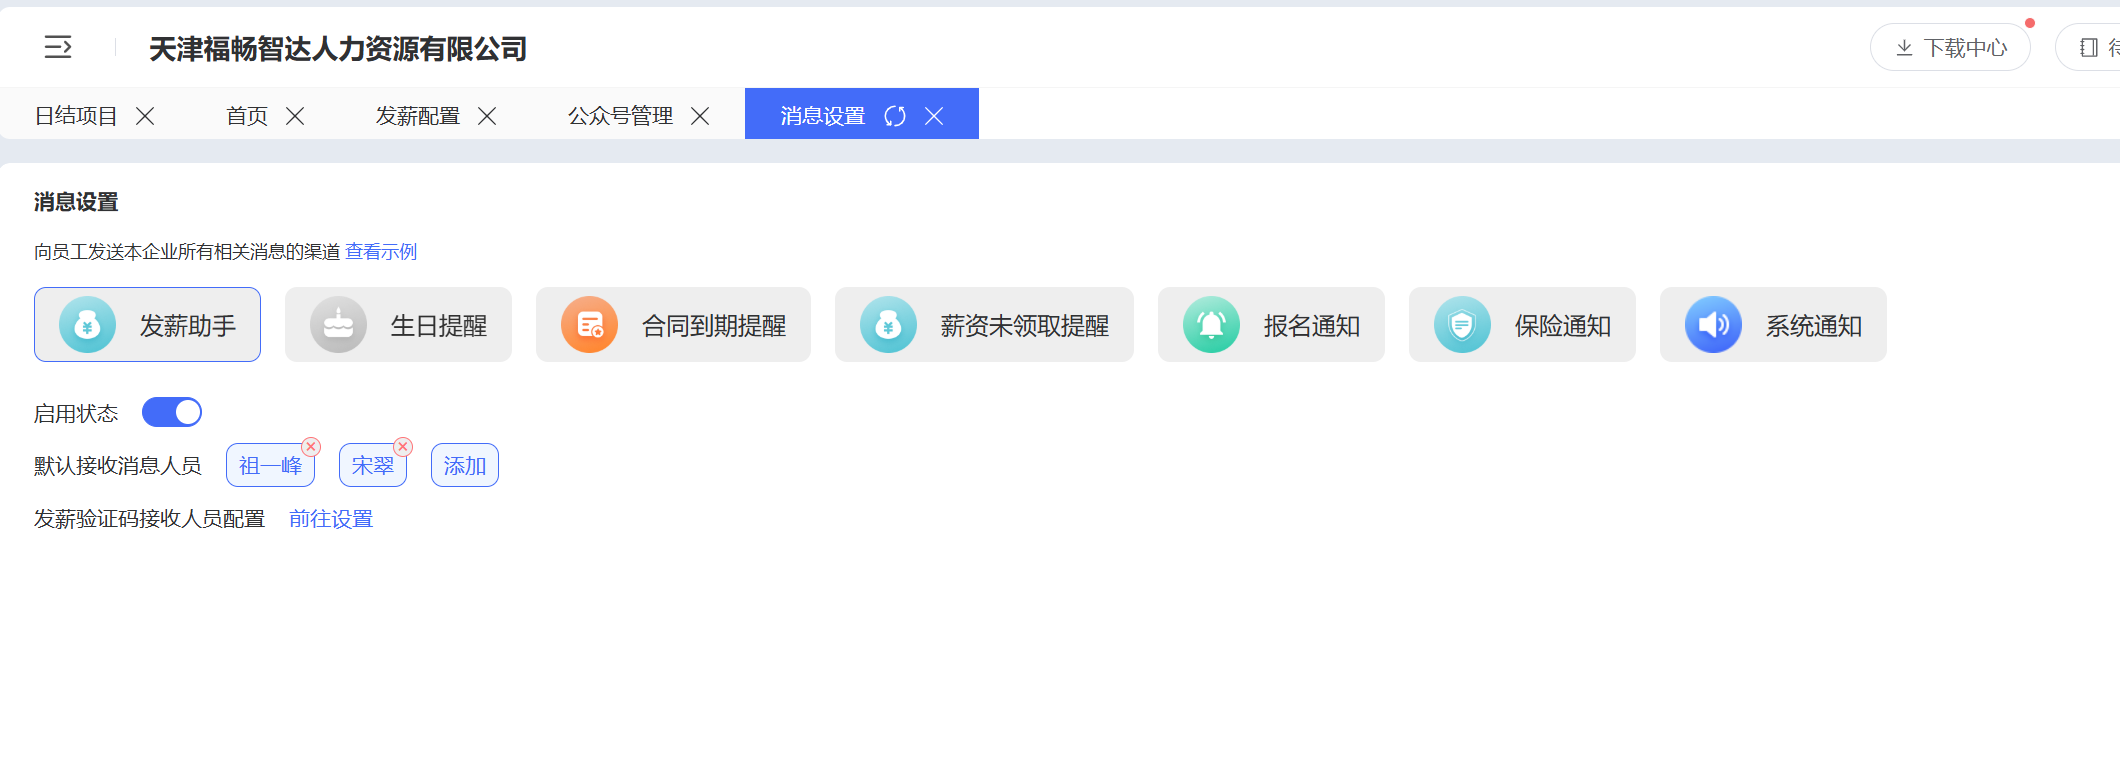 天津福畅智达人力资源有限公司
下载中心
日结项目 首页 发薪配置 公众号管理 消息设置
消息设置
向员工发送本企业所有相关消息的渠道 查看示例
发薪助手 生日提醒 合同到期提醒 薪资未领取提醒 报名通知 保险通知 系统通知
启用状态
默认接收消息人员 祖一峰 宋翠 添加
发薪验证码接收人员配置 前往设置